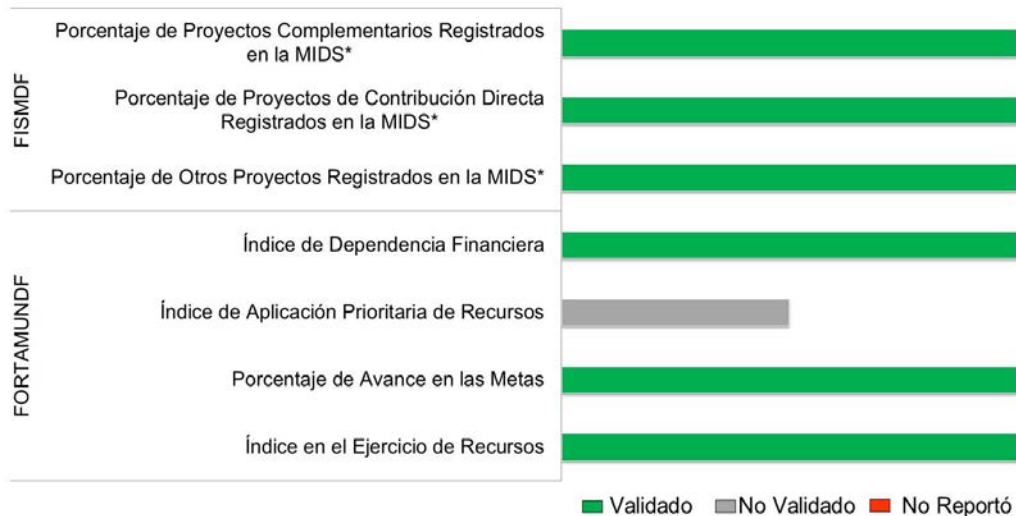 FISMDF
Porcentaje de Proyectos Complementarios Registrados
en la MIDS*
Porcentaje de Proyectos de Contribución Directa
Registrados en la MIDS*
Porcentaje de Otros Proyectos Registrados en la MIDS*
FORTAMUNDF
Índice de Dependencia Financiera
Índice de Aplicación Prioritaria de Recursos
Porcentaje de Avance en las Metas
Índice en el Ejercicio de Recursos
Validado No Validado No Reportó